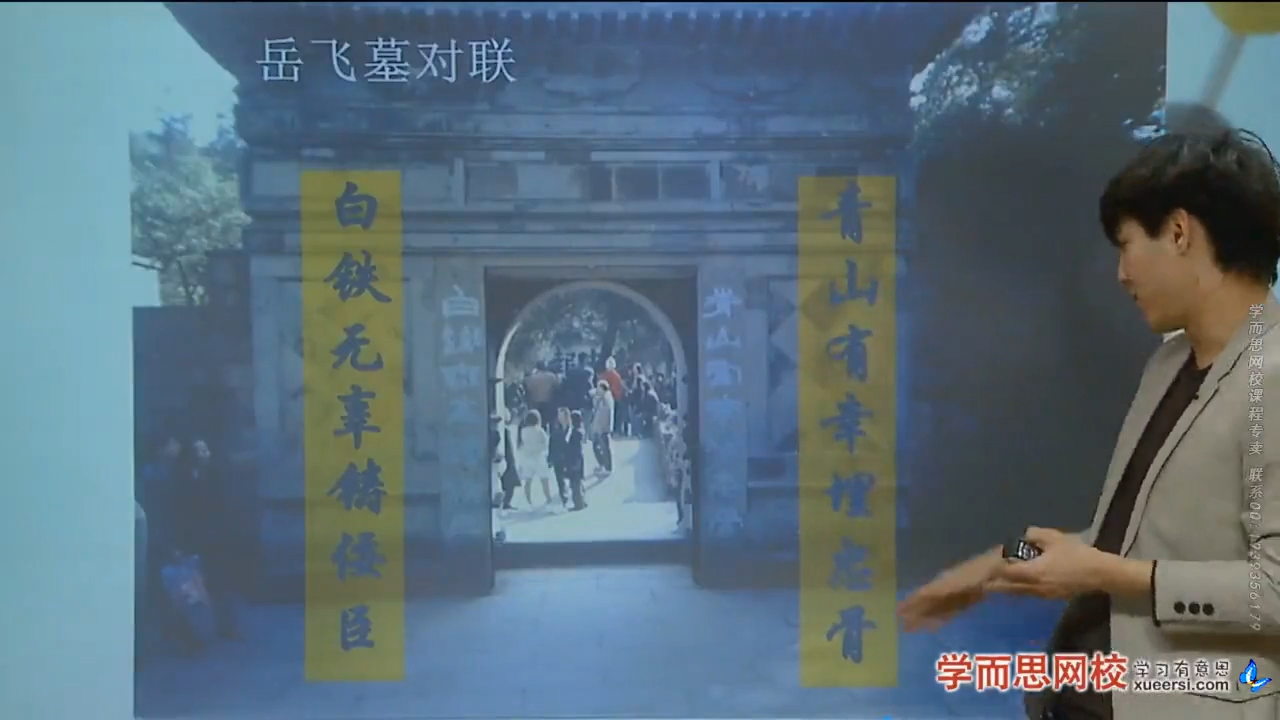 岳飞墓对联
青山有幸埋忠骨
白铁无辜铸佞臣
学而思网校课程专卖 联系QQ:1229356179
学而思网校
学习有意思
xueersi.com